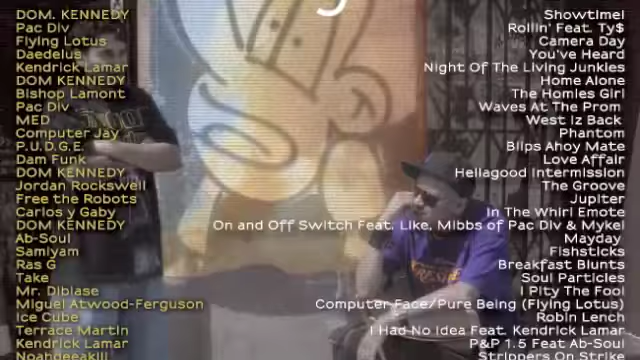 DOM. KENNEDY Showtime!
Pac Div Rollin' Feat. Ty$
Flying Lotus Camera Day
Daedelus You've Heard
Kendrick Lamar Night Of The Living Junkies
DOM KENNEDY Home Alone
Bishop Lamont The Homies Girl
Pac Div Waves At The Prom
MED West Iz Back
Computer Jay Phantom
P.U.D.G.E. Blips Ahoy Mate
Dam Funk Love Affair
DOM KENNEDY Hellagood Intermission
Jordan Rockswell The Groove
Free the Robots Jupiter
Carlos y Gaby In The Whirl Emote
DOM KENNEDY On and Off Switch Feat. Like, Mibbs of Pac Div & Mykel
Ab-Soul Mayday
Samiyam Fishsticks
Ras G Breakfast Blunts
Take Soul Particles
Mr. Dibiase I Pity The Fool
Miguel Atwood-Ferguson Computer Face/Pure Being (Flying Lotus)
Ice Cube Robin Lench
Terrace Martin I Had No Idea Feat. Kendrick Lamar
Kendrick Lamar P&P 1.5 Feat Ab-Soul
Noahdeakill Strippers On Strike